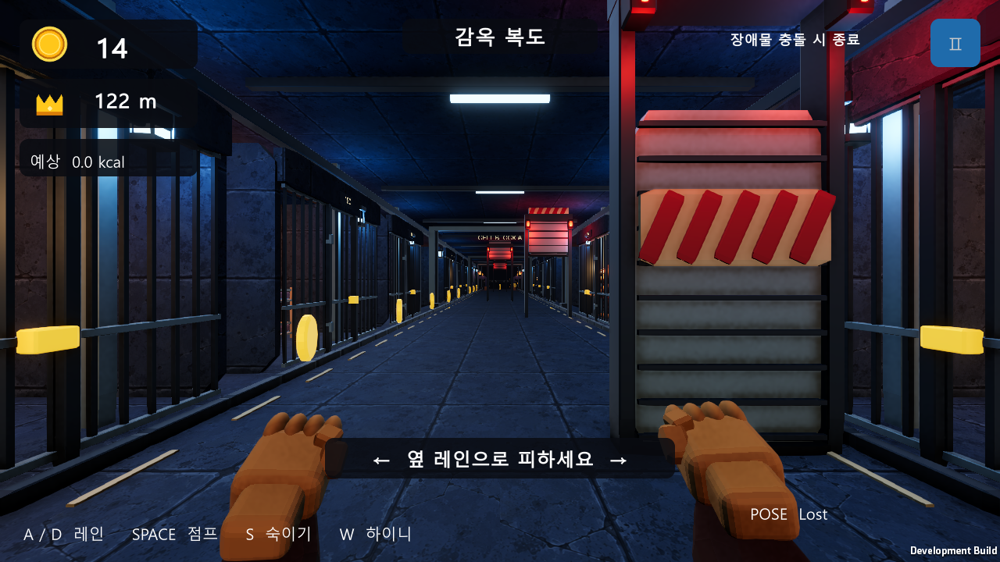 14
감옥 복도
장애물 충돌 시 종료
122 m
예상 0.0 kcal
← 옆 레인으로 피하세요 →
POSE Lost
A / D 레인 SPACE 점프 S 숙이기 W 하이니
Development Build